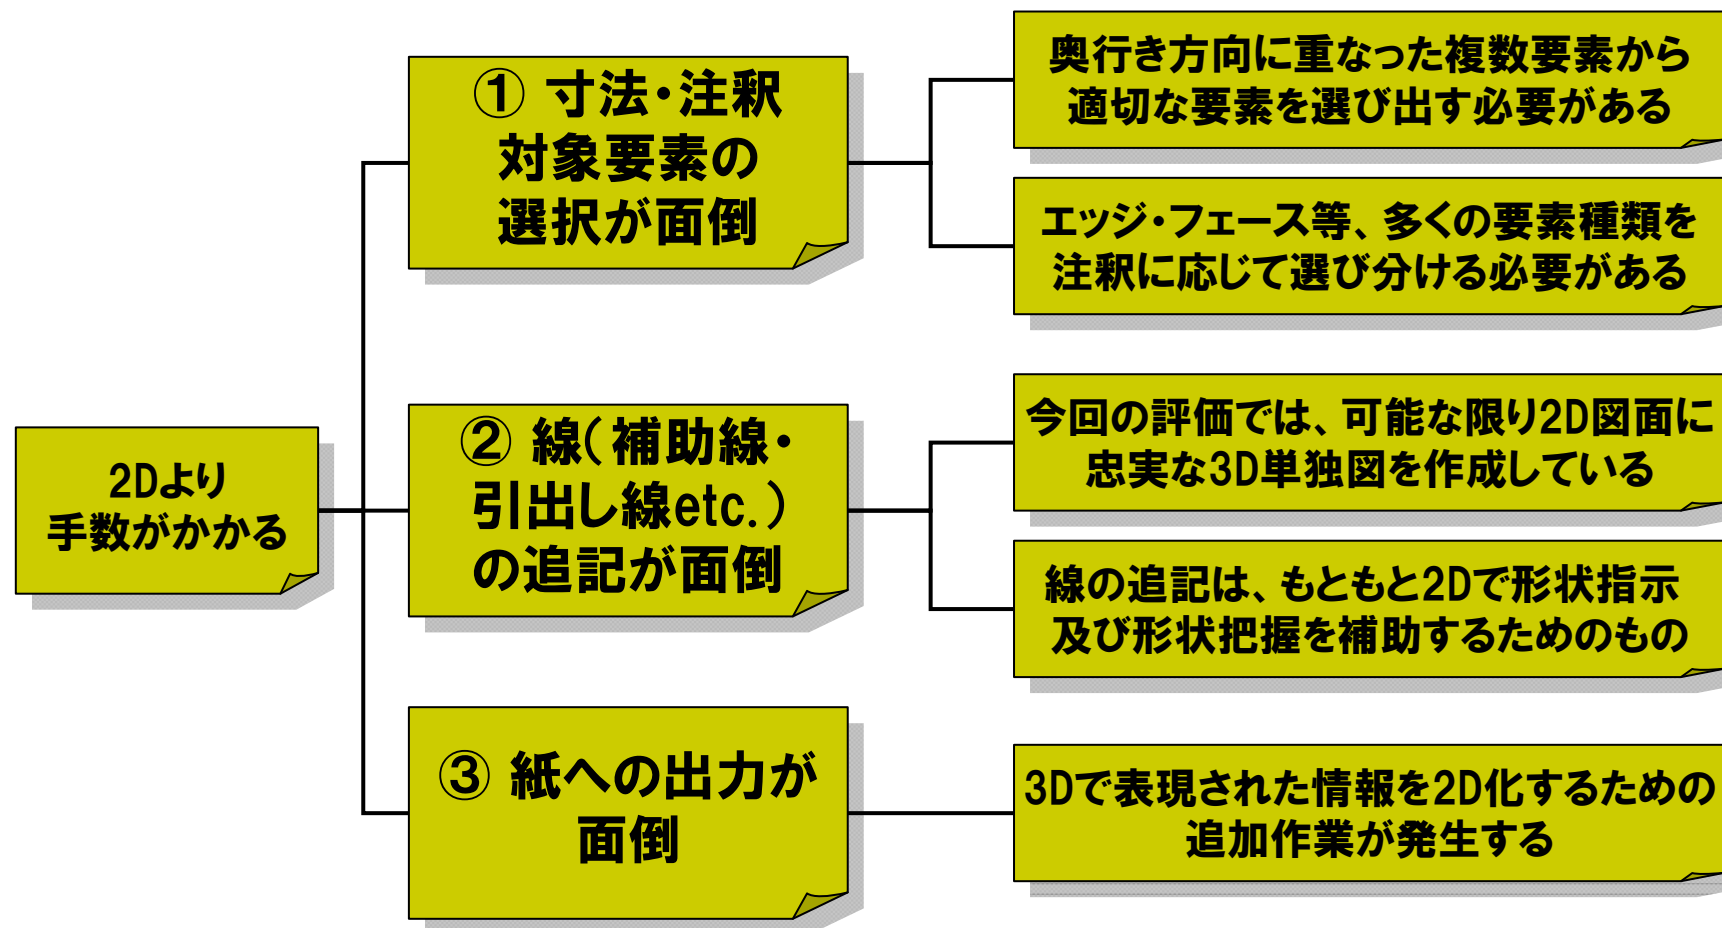 2Dより
手数がかかる
① 寸法・注釈
対象要素の
選択が面倒
奥行き方向に重なった複数要素から
適切な要素を選び出す必要がある
エッジ・フェース等、多くの要素種類を
注釈に応じて選び分ける必要がある
② 線（補助線・
引出し線etc.）
の追記が面倒
今回の評価では、可能な限り2D図面に
忠実な3D単独図を作成している
線の追記は、もともと2Dで形状指示
及び形状把握を補助するためのもの
③ 紙への出力が
面倒
3Dで表現された情報を2D化するための
追加作業が発生する